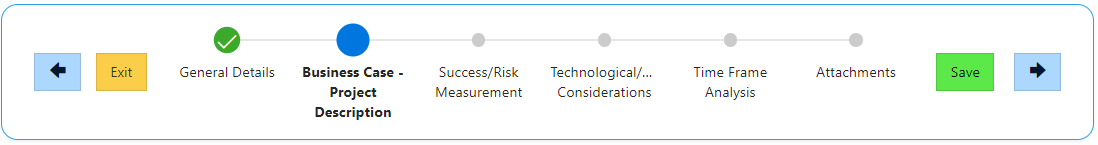 Exit
General Details
Business Case -
Project
Description
Success/Risk
Measurement
Technological/...
Considerations
Time Frame
Analysis
Attachments
Save